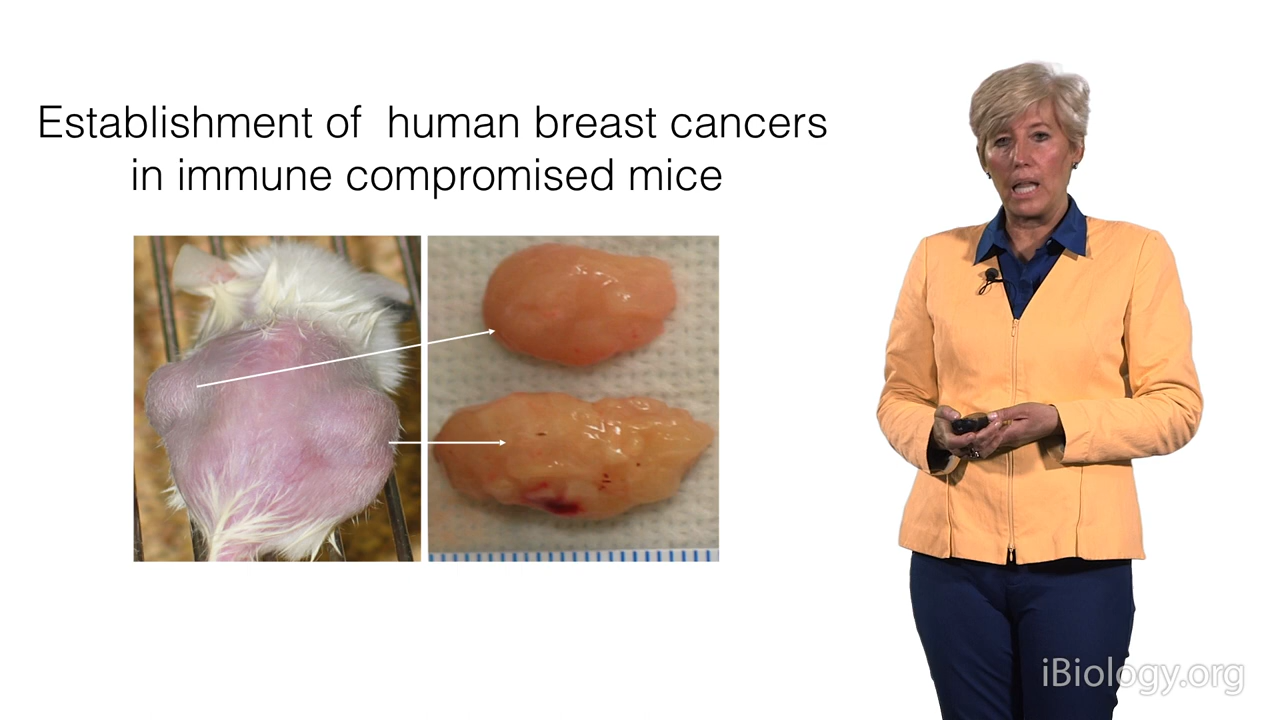 Establishment of human breast cancers
in immune compromised mice
iBiology.org